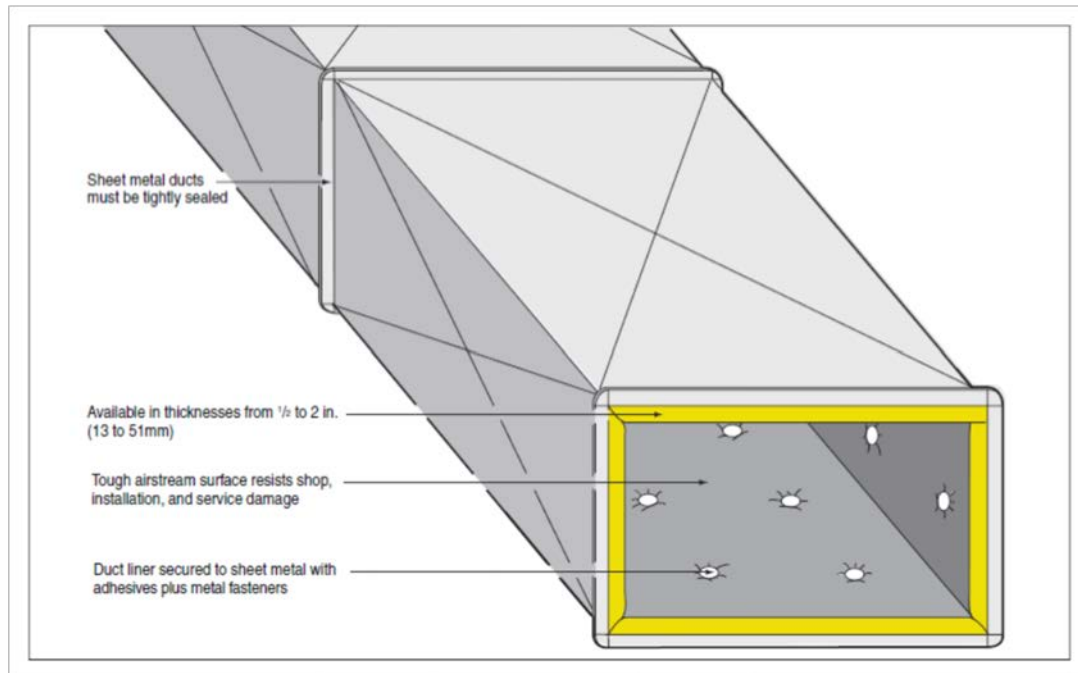 Sheet metal ducts
must be tightly sealed
Available in thicknesses from 1/2 to 2 in.
(13 to 51mm)
Tough airstream surface resists shop,
installation, and service damage
Duct liner secured to sheet metal with
adhesives plus metal fasteners